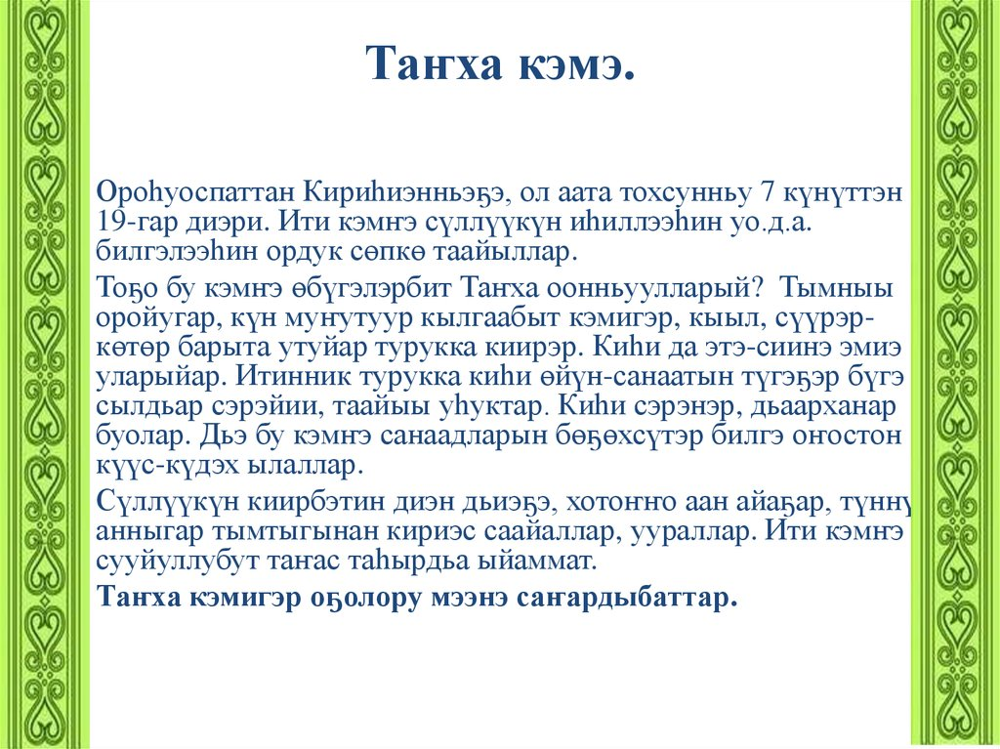 Таҥха кэмэ.
Ороһуоспаттан Кириһиэнньэҕэ, ол аата тохсунньу 7 күнүттэн
19-гар диэри. Ити кэмҥэ сүллүүкүн иһиллээһин уо.д.а.
билгэлээһин ордук сөпкө таайыллар.
Тоҕо бу кэмҥэ өбүгэлэрбит Таҥха оонньуулларый? Тымныы
оройугар, күн муҥутуур кылгаабыт кэмигэр, кыыл, сүүрэр-
көтөр барыта утуйар турукка киирэр. Киһи да этэ-сиинэ эмиэ
уларыйар. Итинник турукка киһи өйүн-санаатын түгэҕэр бүгэ
сылдьар сэрэйии, таайыы уһуктар. Киһи сэрэнэр, дьаарханар
буолар. Дьэ бу кэмҥэ санаадларын бөҕөхсүтэр билгэ оҥостон
күүс-күдэх ылаллар.
Сүллүүкүн киирбэтин диэн дьиэҕэ, хотоҥҥо аан айаҕар, түннү
анныгар тымтыгынан кириэс саайаллар, уураллар. Ити кэмҥэ
сууйуллубут таҥас таһырдьа ыйаммат.
Таҥха кэмигэр оҕолору мээнэ саҥардыбаттар.